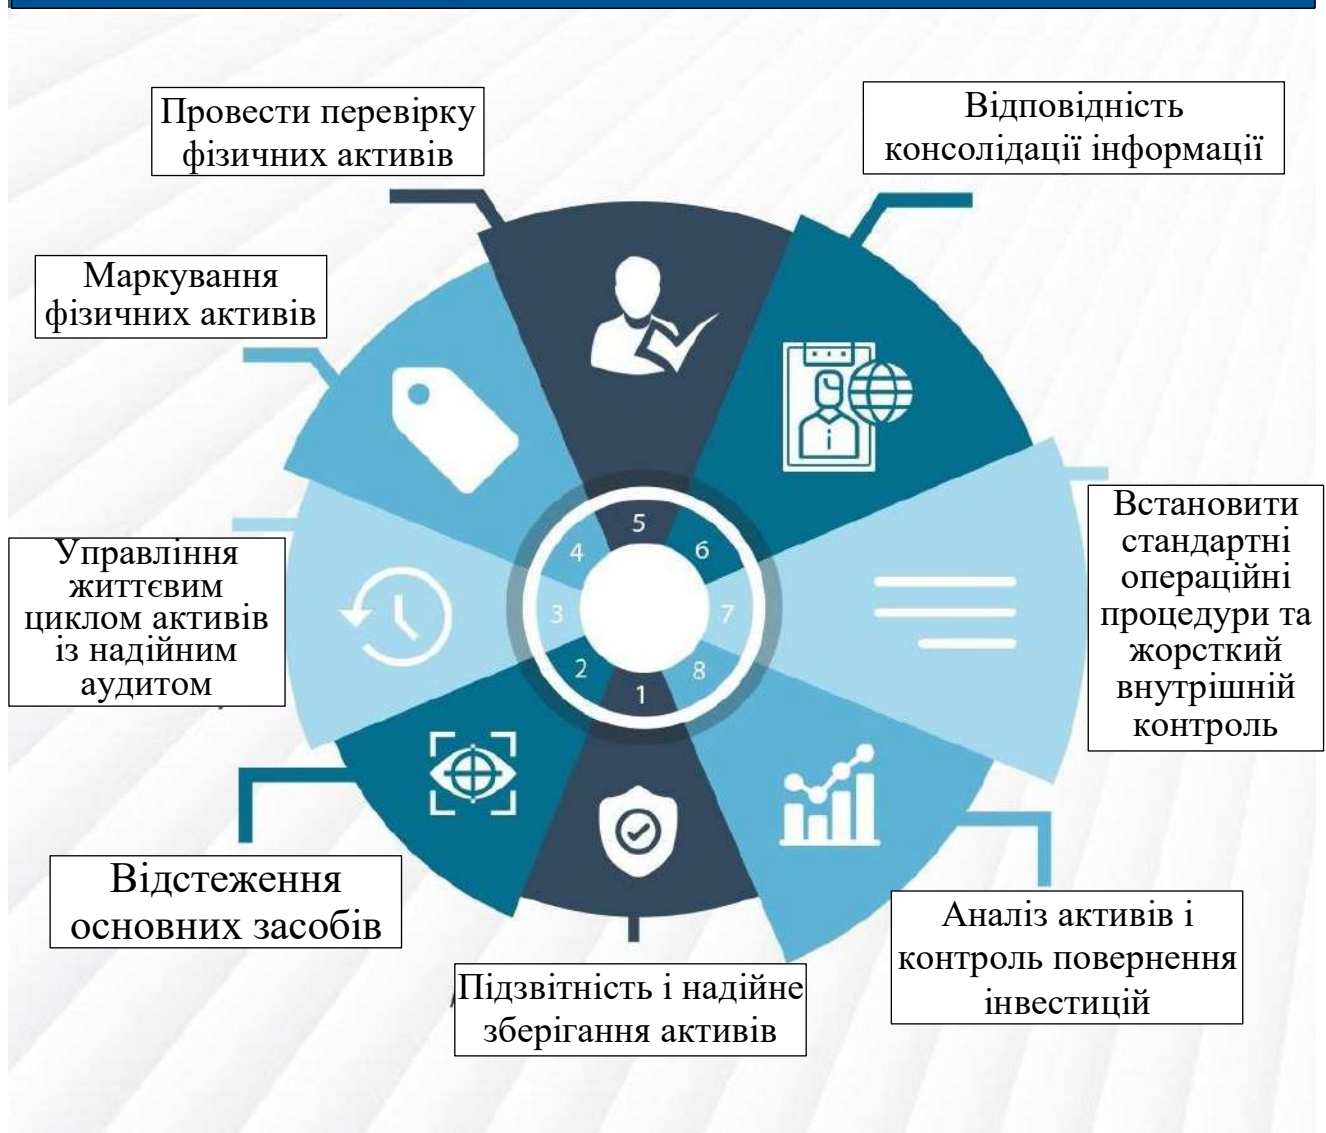 Провести перевірку
фізичних активів
Відповідність
консолідації інформації
Маркування
фізичних активів
Встановити
стандартні
операційні
процедури та
жорсткий
внутрішній
контроль
Управління
життєвим
циклом активів
із надійним
аудитом
5
4
6
3
7
2
8
1
Відстеження
основних засобів
Аналіз активів і
контроль повернення
інвестицій
Підзвітність і надійне
зберігання активів